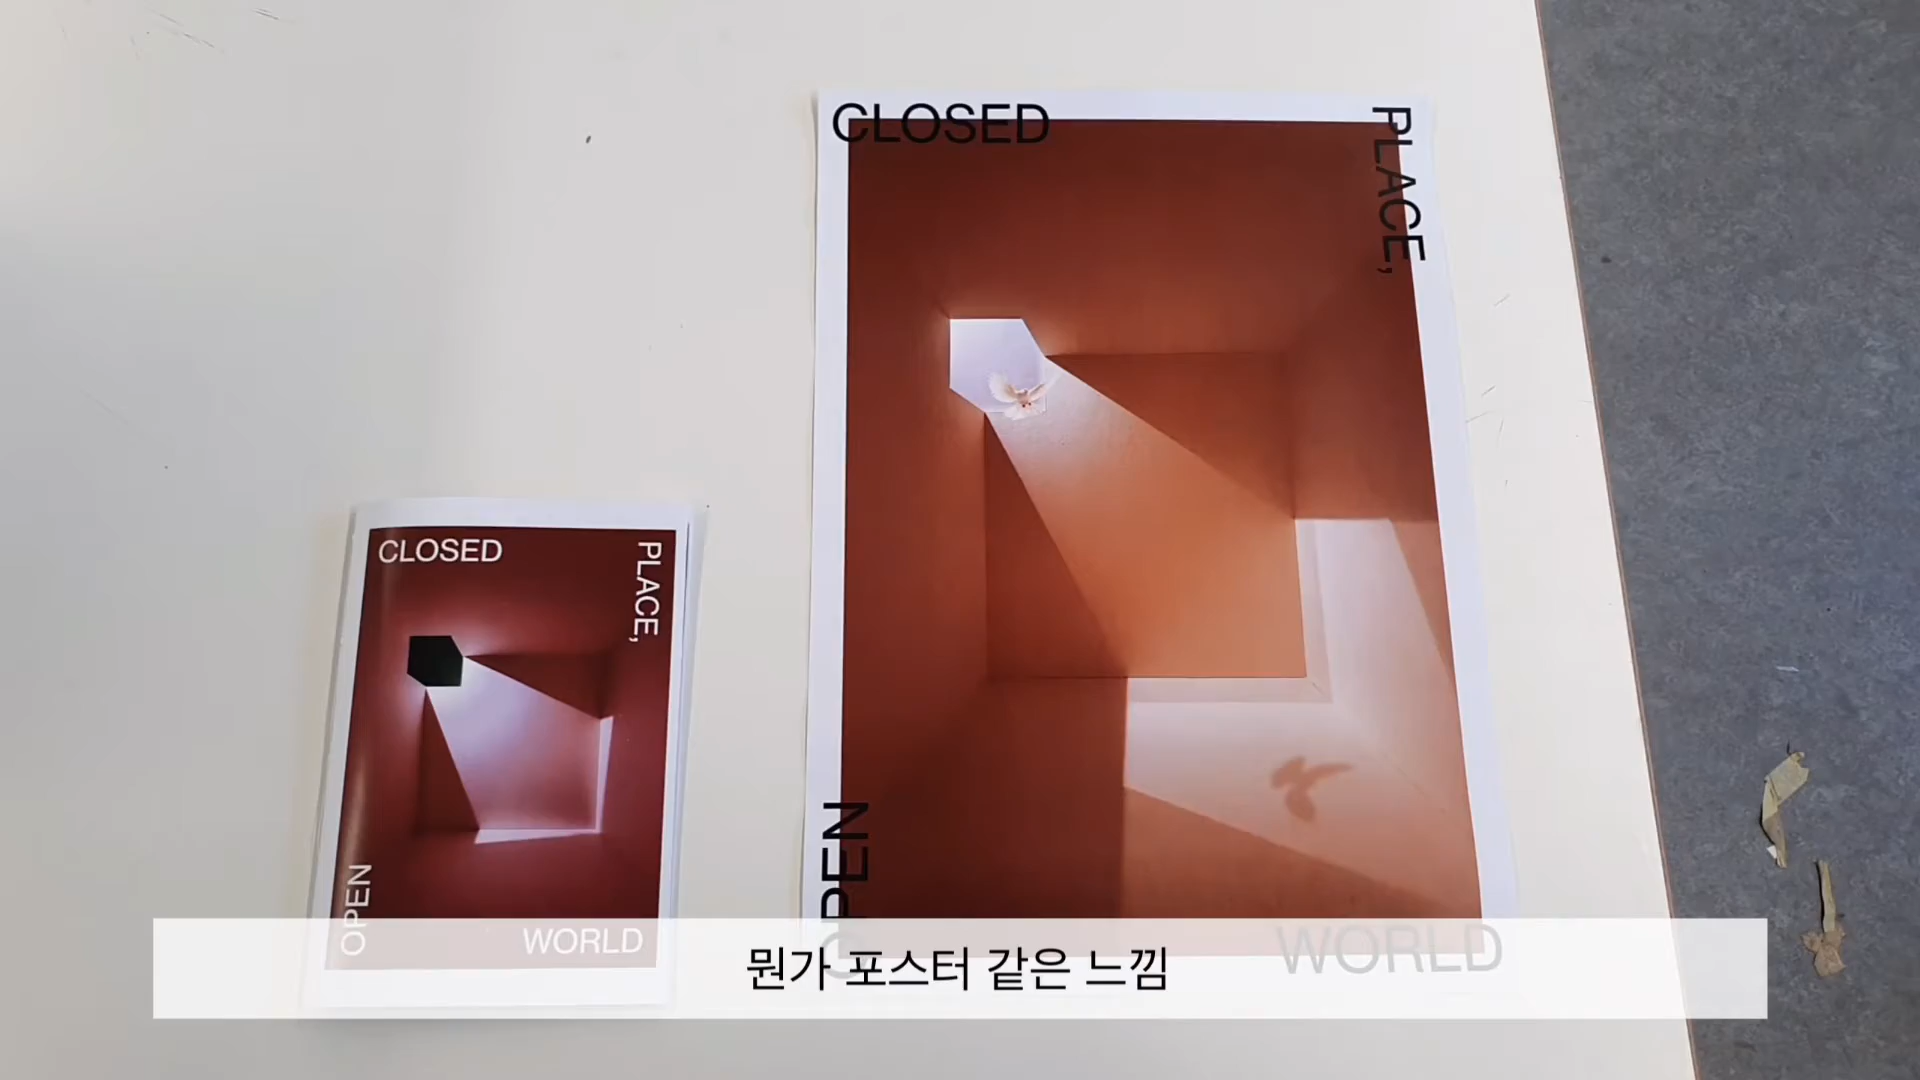 CLOSED
PLACE,
OPEN
WORLD
CLOSED
PLACE,
OPEN
WORLD
뭔가 포스터 같은 느낌